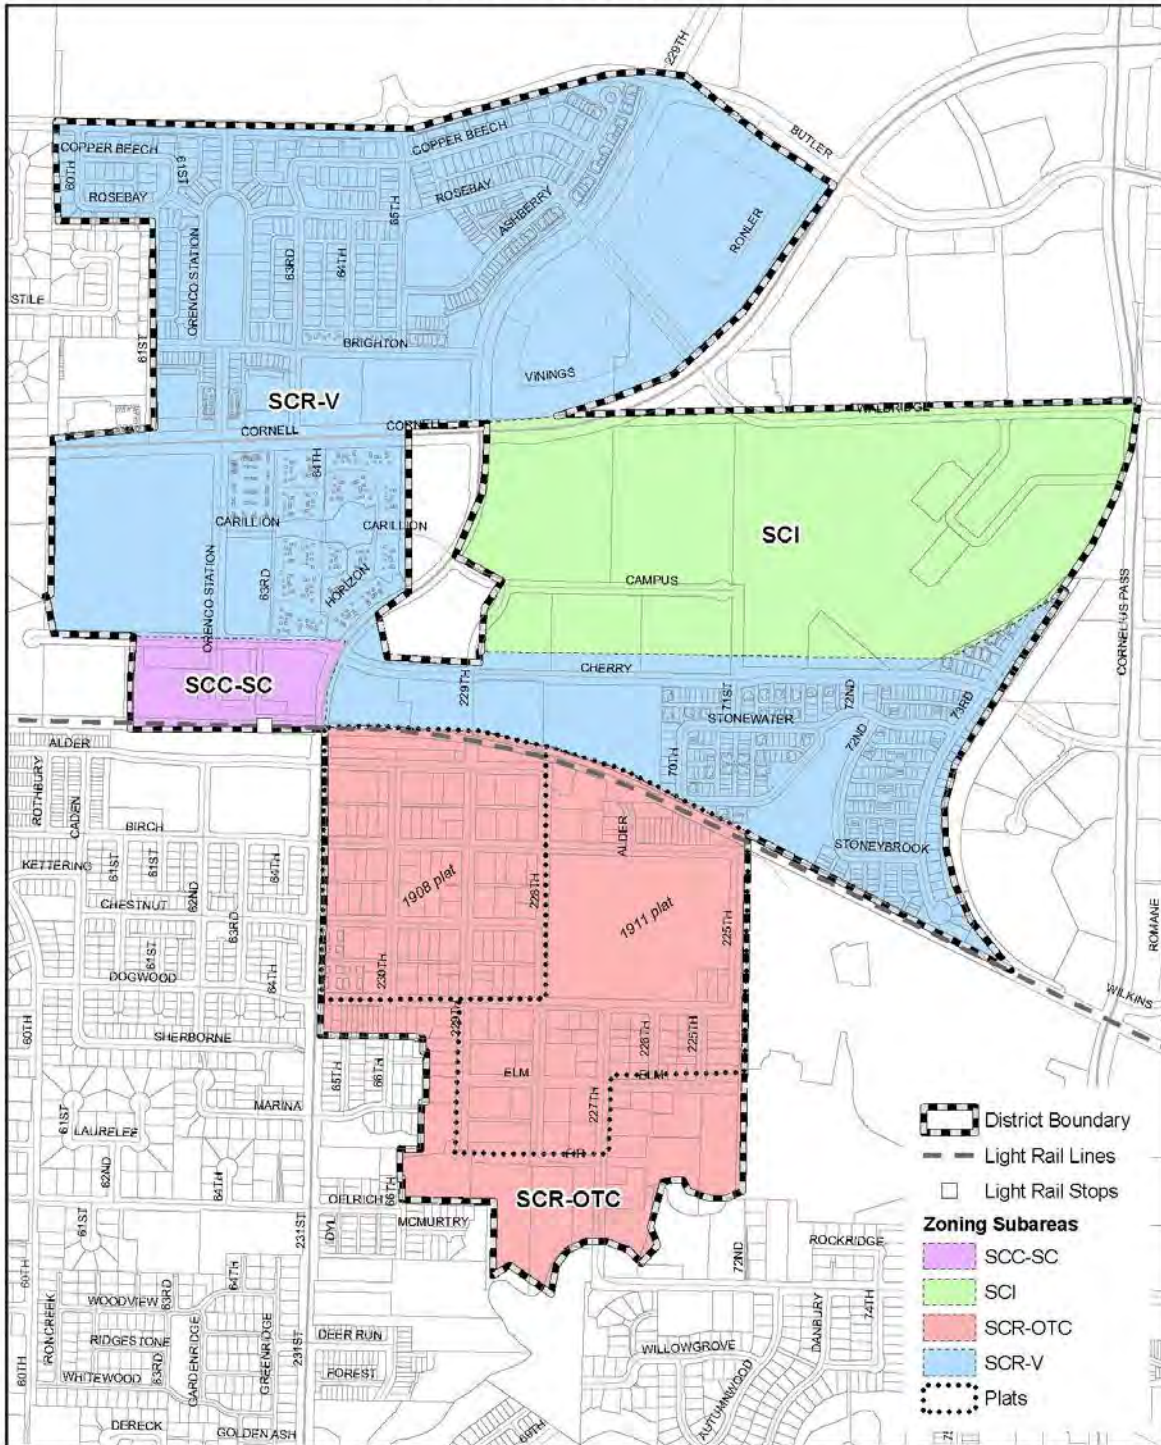 229TH
BUTLER
COPPER BEECH
COPPER BEECH
60TH
61ST
ROSEBAY
ROSEBAY
65TH
ASHBERRY
RONLER
ORENCO STATION
63RD
64TH
STILE
61ST
BRIGHTON
VININGS
SCR-V
CORNELL
WALBRIDGE
64TH
CARILLION
CARILLION
SCI
ORENCO STATION
63RD
HORIZON
CAMPUS
CORNELIUS PASS
SCC-SC
229TH
CHERRY
71ST
72ND
73RD
STONEWATER
72ND
70TH
ALDER
ROTHBURY
CADEN
BIRCH
ALDER
STONEYBROOK
KETTERING
61ST
61ST
64TH
1908 plat
228TH
CHESTNUT
62ND
63RD
1911 plat
225TH
ROMANE
61ST
DOGWOOD
64TH
230TH
WILKINS
60TH
SHERBORNE
229TH
226TH
225TH
65TH
66TH
ELM
ELM
MARINA
227TH
61ST
LAURELEE
62ND
64TH
66TH
OELRICH
SCR-OTC
61ST
231ST
DYL
MCMURTRY
72ND
ROCKRIDGE
60TH
RONCREEK
WOODVIEW
63RD
64TH
RIDGESTONE
GARDENRIDGE
GREENRIDGE
231ST
DEER RUN
WILLOWGROVE
DANBURY
74TH
60TH
WHITEWOOD
63RD
FOREST
AUTUMNWOOD
DERECK
GOLDEN ASH
68TH
District Boundary
Light Rail Lines
Light Rail Stops
Zoning Subareas
SCC-SC
SCI
SCR-OTC
SCR-V
Plats